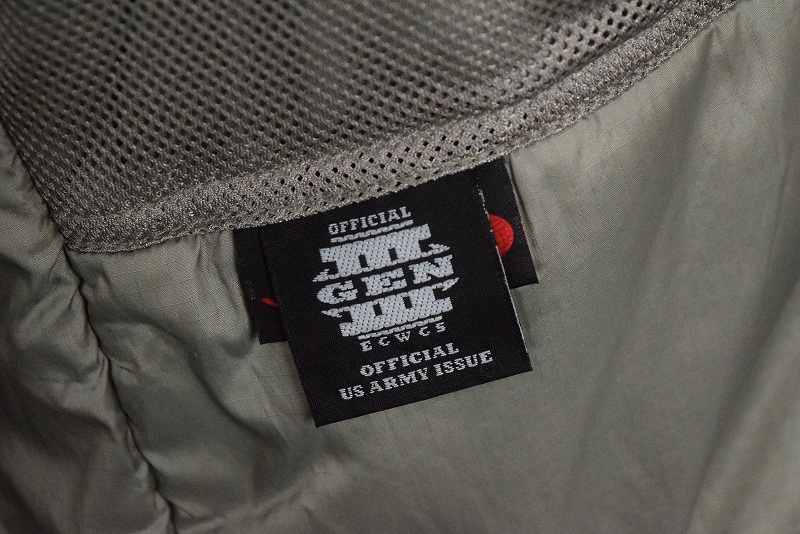 OFFICIAL
III
GEN
III
ECWCS
OFFICIAL
US ARMY ISSUE